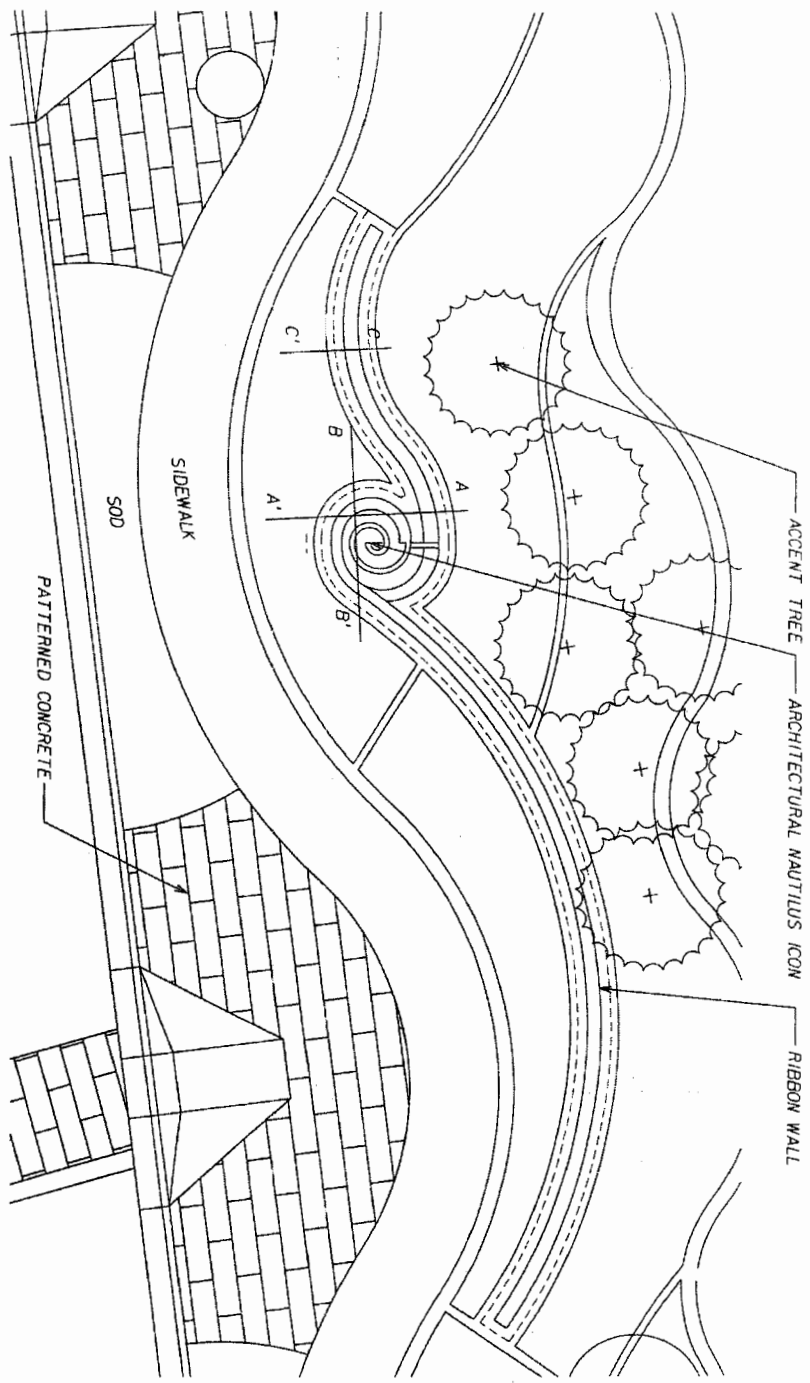 ACCENT TREE
ARCHITECTURAL NAUTILUS ICON
RIBBON WALL
C'
C
B
A'
A
B'
SIDEWALK
SOD
PATTERNED CONCRETE